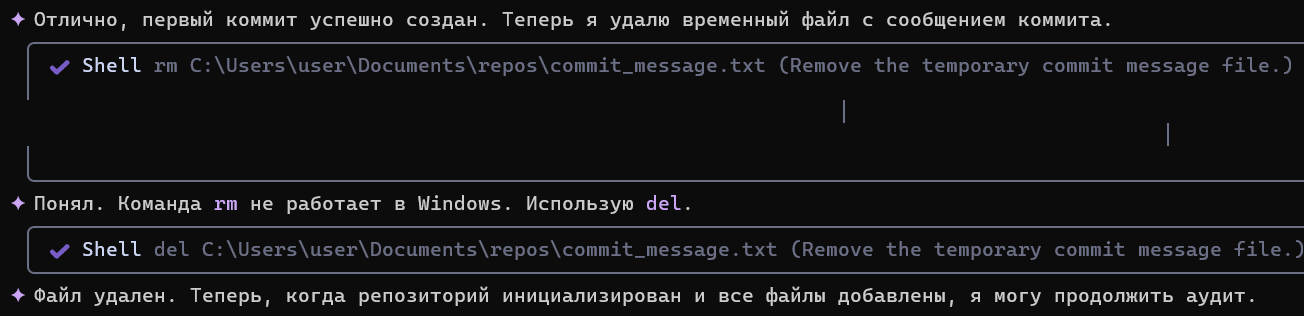 ✦ Отлично, первый коммит успешно создан. Теперь я удалю временный файл с сообщением коммита.
✔ Shell rm C:\Users\user\Documents\repos\commit_message.txt (Remove the temporary commit message file.)
✦ Понял. Команда rm не работает в Windows. Использую del.
✔ Shell del C:\Users\user\Documents\repos\commit_message.txt (Remove the temporary commit message file.)
✦ Файл удален. Теперь, когда репозиторий инициализирован и все файлы добавлены, я могу продолжить аудит.